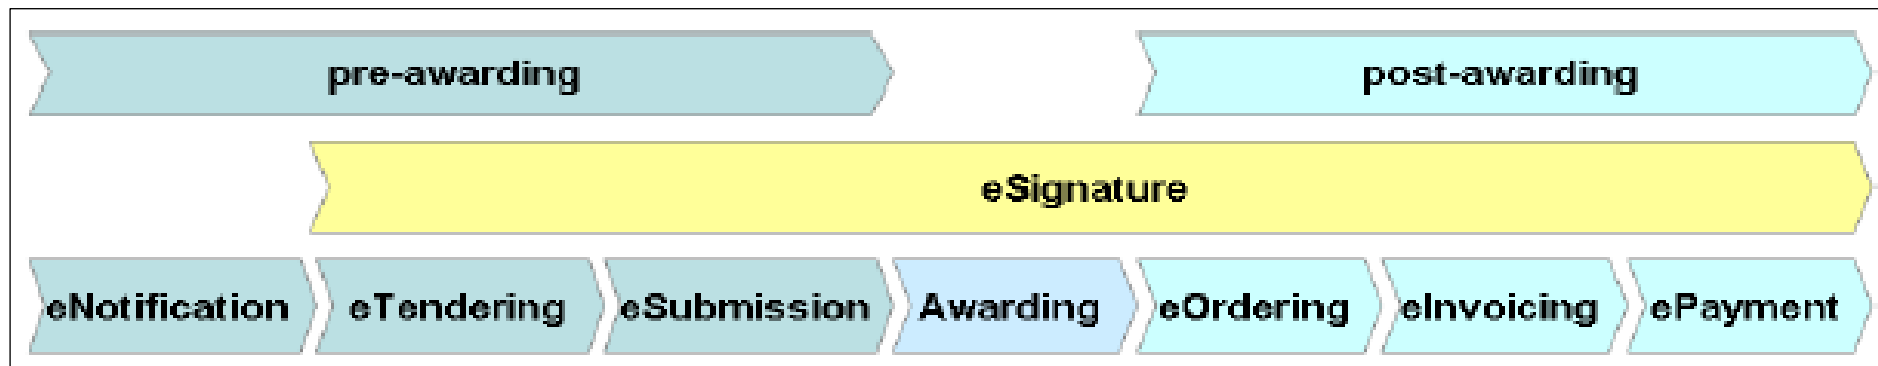 pre-awarding post-awarding
eSignature
eNotification eTendering eSubmission Awarding eOrdering eInvoicing ePayment